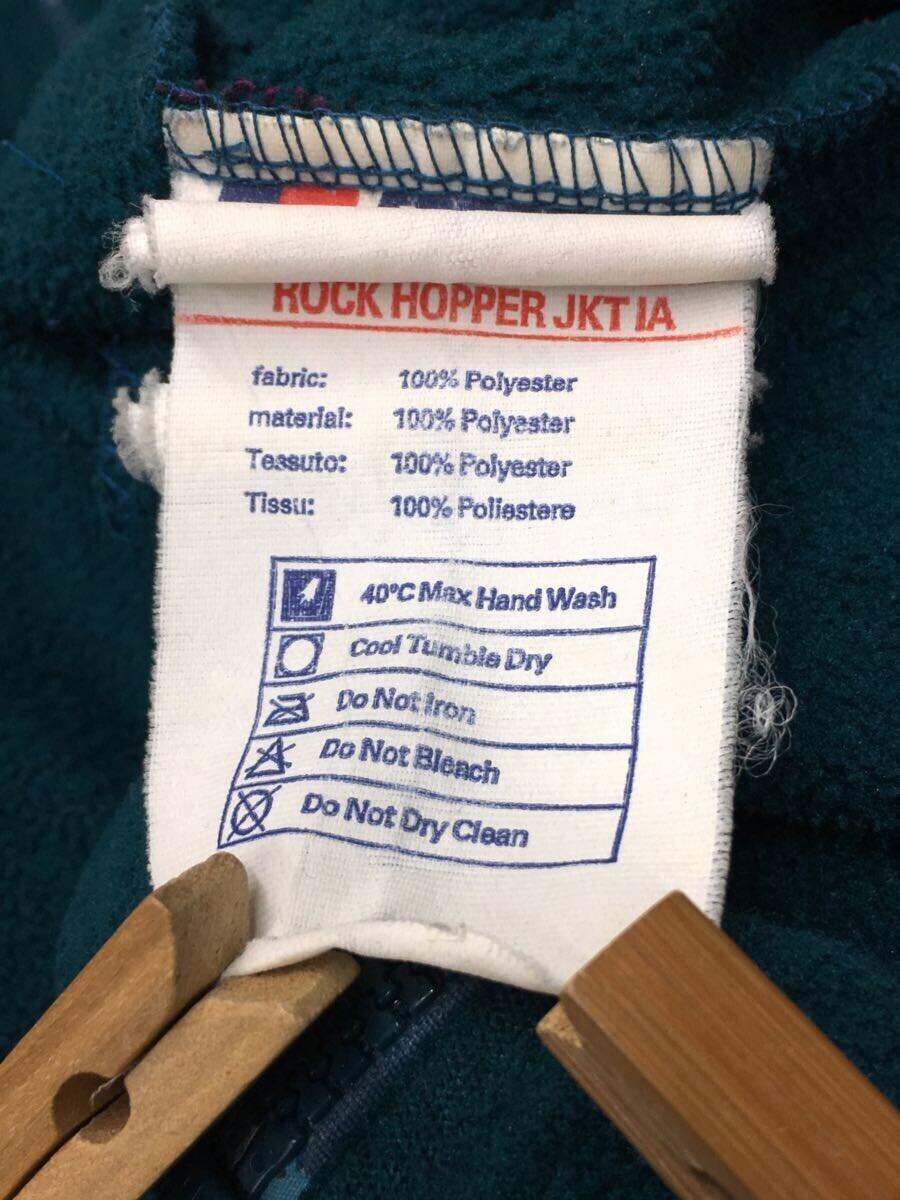 ROCK HOPPER JKT IA
fabric: 100% Polyester
material: 100% Polyester
Tessuto: 100% Polyester
Tissu: 100% Poliestere
40°C Max Hand Wash
Cool Tumble Dry
Do Not Iron
Do Not Bleach
Do Not Dry Clean